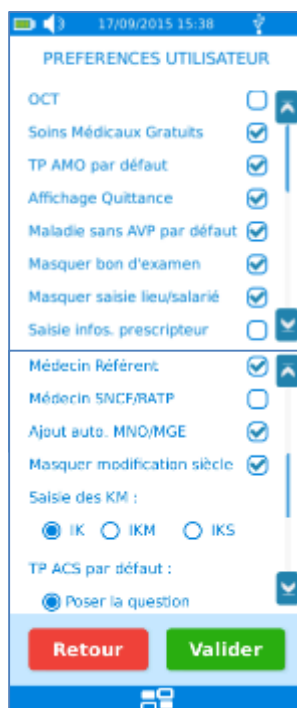 17/09/2015 15:38
PREFERENCES UTILISATEUR
OCT
Soins Médicaux Gratuits
TP AMO par défaut
Affichage Quittance
Maladie sans AVP par défaut
Masquer bon d'examen
Masquer saisie lieu/salarié
Saisie infos. prescripteur
Médecin Référent
Médecin SNCF/RATP
Ajout auto. MNO/MGE
Masquer modification siècle
Saisie des KM :
IK IKM IKS
TP ACS par défaut :
Poser la question
Retour Valider